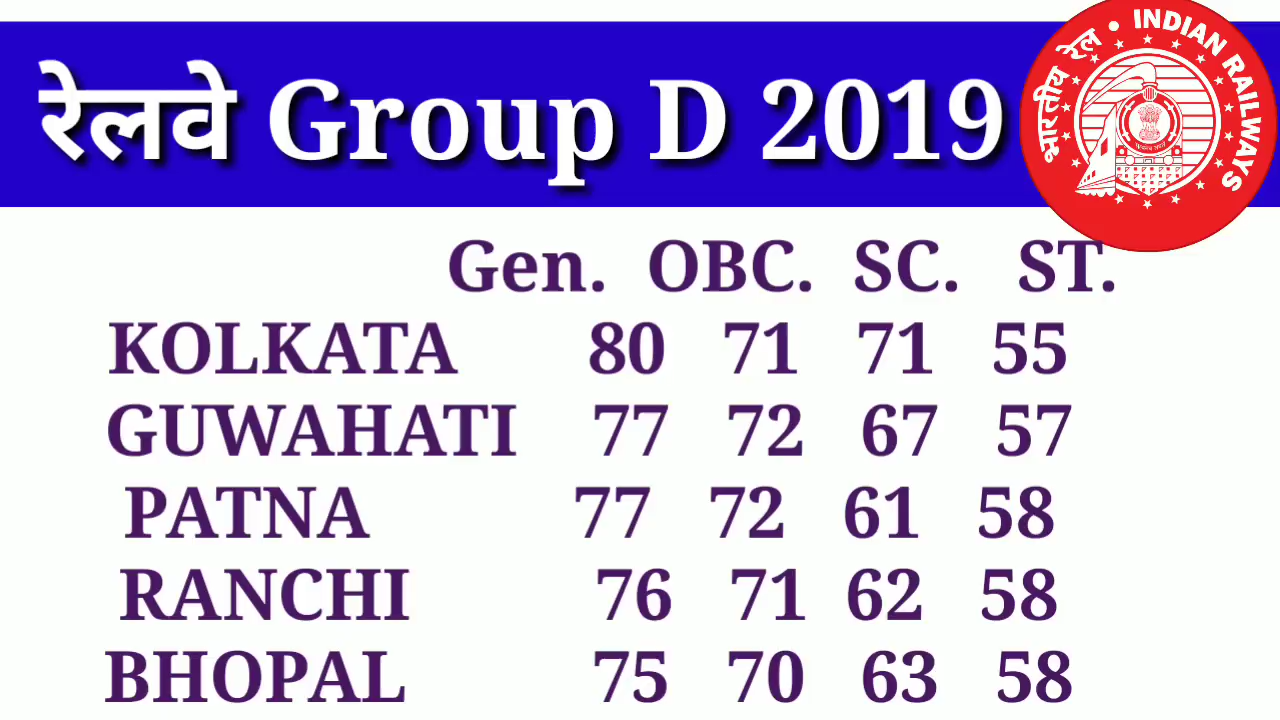 रेलवे Group D 2019
भारतीय रेल • INDIAN RAILWAYS
Gen. OBC. SC. ST.
KOLKATA 80 71 71 55
GUWAHATI 77 72 67 57
PATNA 77 72 61 58
RANCHI 76 71 62 58
BHOPAL 75 70 63 58